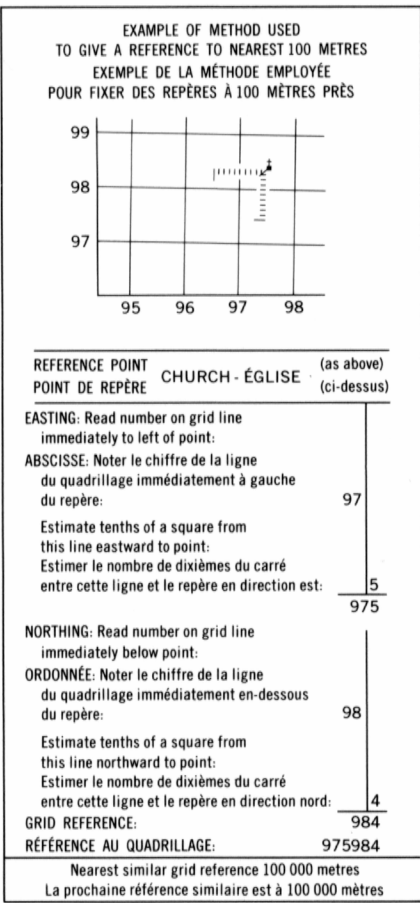 EXAMPLE OF METHOD USED
TO GIVE A REFERENCE TO NEAREST 100 METRES
EXEMPLE DE LA MÉTHODE EMPLOYÉE
POUR FIXER DES REPÈRES À 100 MÈTRES PRÈS
99
98
97
95 96 97 98
REFERENCE POINT
POINT DE REPÈRE
CHURCH - ÉGLISE
(as above)
(ci-dessus)
EASTING: Read number on grid line
immediately to left of point:
ABSCISSE: Noter le chiffre de la ligne
du quadrillage immédiatement à gauche
du repère: 97
Estimate tenths of a square from
this line eastward to point:
Estimer le nombre de dixièmes du carré
entre cette ligne et le repère en direction est: 5
975
NORTHING: Read number on grid line
immediately below point:
ORDONNÉE: Noter le chiffre de la ligne
du quadrillage immédiatement en-dessous
du repère: 98
Estimate tenths of a square from
this line northward to point:
Estimer le nombre de dixièmes du carré
entre cette ligne et le repère en direction nord: 4
GRID REFERENCE: 984
RÉFÉRENCE AU QUADRILLAGE: 975984
Nearest similar grid reference 100 000 metres
La prochaine référence similaire est à 100 000 mètres